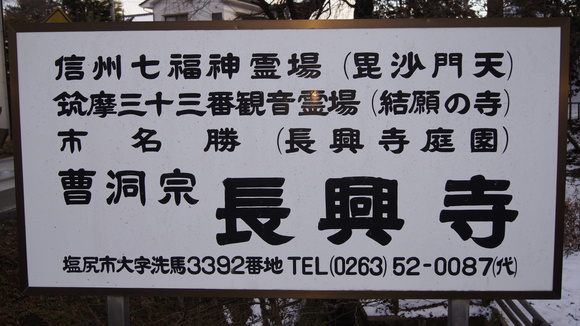 信州七福神霊場(毘沙門天)
筑摩三十三番観音霊場(結願の寺)
市名勝(長興寺庭園)
曹洞宗 長興寺
塩尻市大字洗馬3392番地 TEL(0263)52-0087(代)